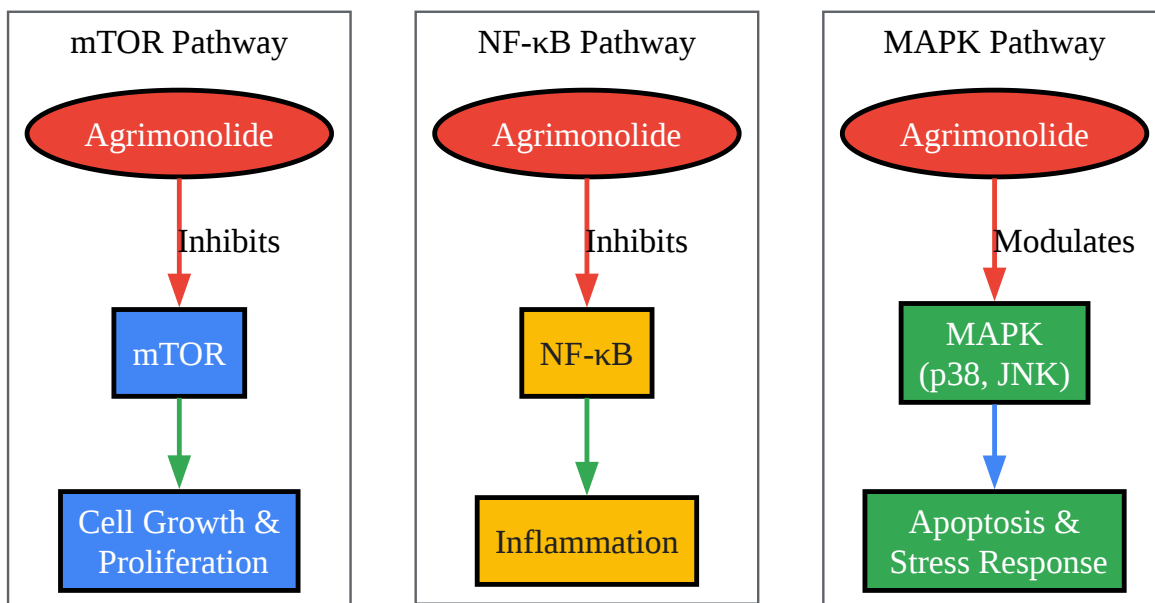 mTOR Pathway
Agrimonolide
Inhibits
mTOR
Cell Growth &
Proliferation
NF-κB Pathway
Agrimonolide
Inhibits
NF-κB
Inflammation
MAPK Pathway
Agrimonolide
Modulates
MAPK
(p38, JNK)
Apoptosis &
Stress Response